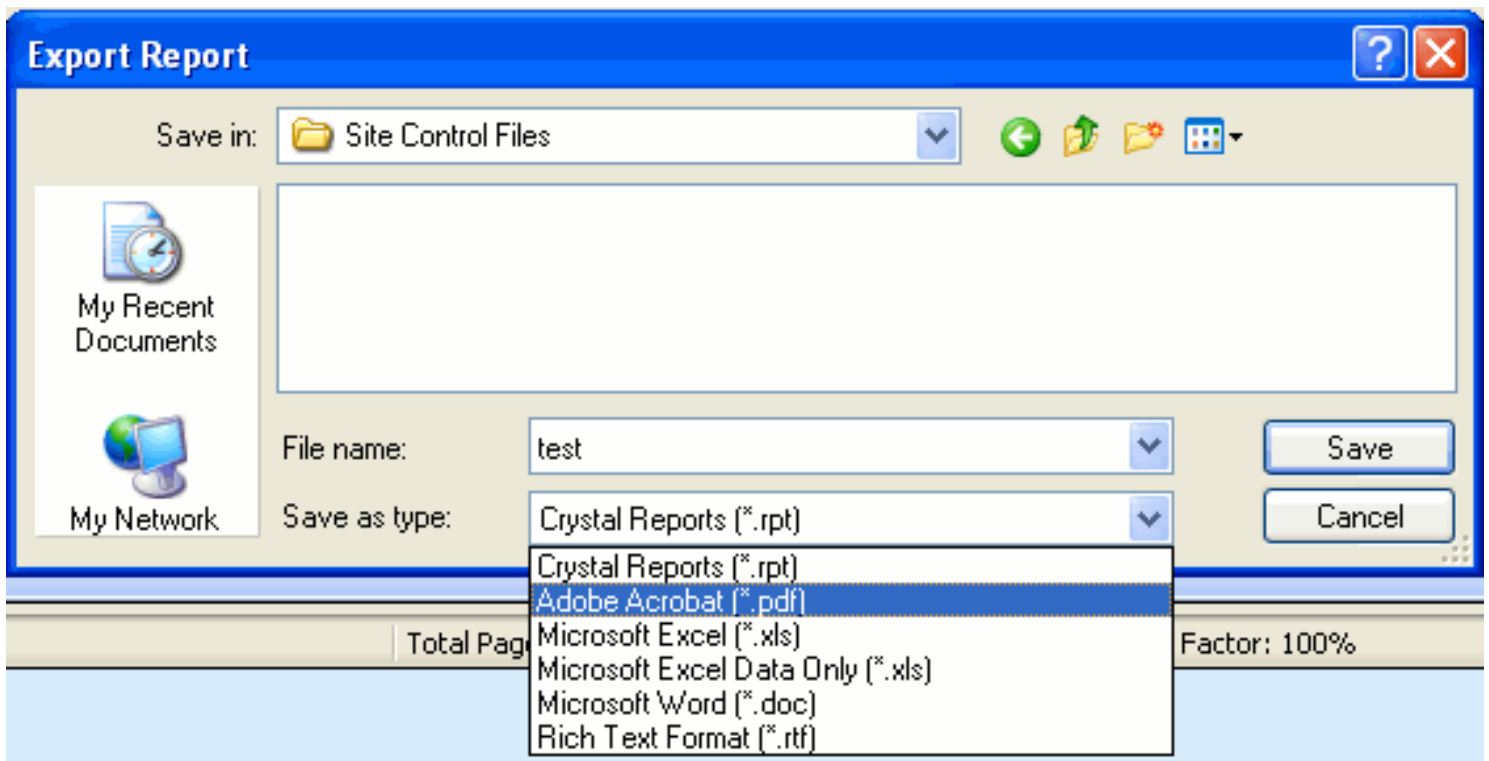 Export Report
?
Save in:
Site Control Files
My Recent
Documents
My Network
File name:
test
Save
Save as type:
Crystal Reports (*.rpt)
Cancel
Crystal Reports (*.rpt)
Adobe Acrobat (*.pdf)
Microsoft Excel (*.xls)
Microsoft Excel Data Only (*.xls)
Microsoft Word (*.doc)
Rich Text Format (*.rtf)
Total Pag
Factor: 100%